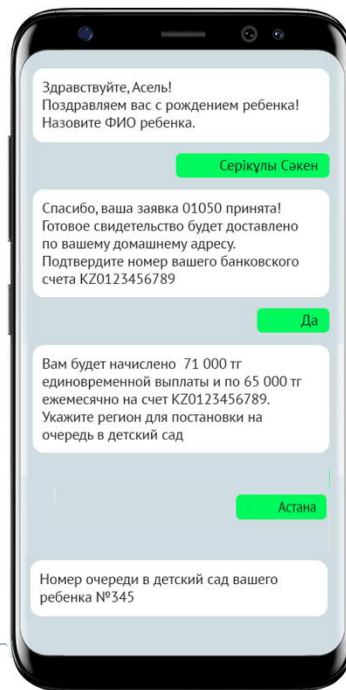 Здравствуйте, Асель!
Поздравляем вас с рождением ребенка!
Назовите ФИО ребенка.
Серікұлы Сәкен
Спасибо, ваша заявка 01050 принята!
Готовое свидетельство будет доставлено
по вашему домашнему адресу.
Подтвердите номер вашего банковского
счета KZ0123456789
Да
Вам будет начислено 71 000 тг
единовременной выплаты и по 65 000 тг
ежемесячно на счет KZ0123456789.
Укажите регион для постановки на
очередь в детский сад
Астана
Номер очереди в детский сад вашего
ребенка №345